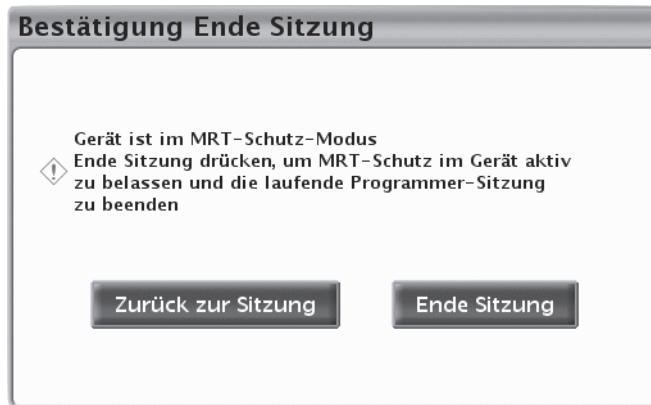 Bestätigung Ende Sitzung
Gerät ist im MRT-Schutz-Modus
Ende Sitzung drücken, um MRT-Schutz im Gerät aktiv
zu belassen und die laufende Programmer-Sitzung
zu beenden
Zurück zur Sitzung
Ende Sitzung